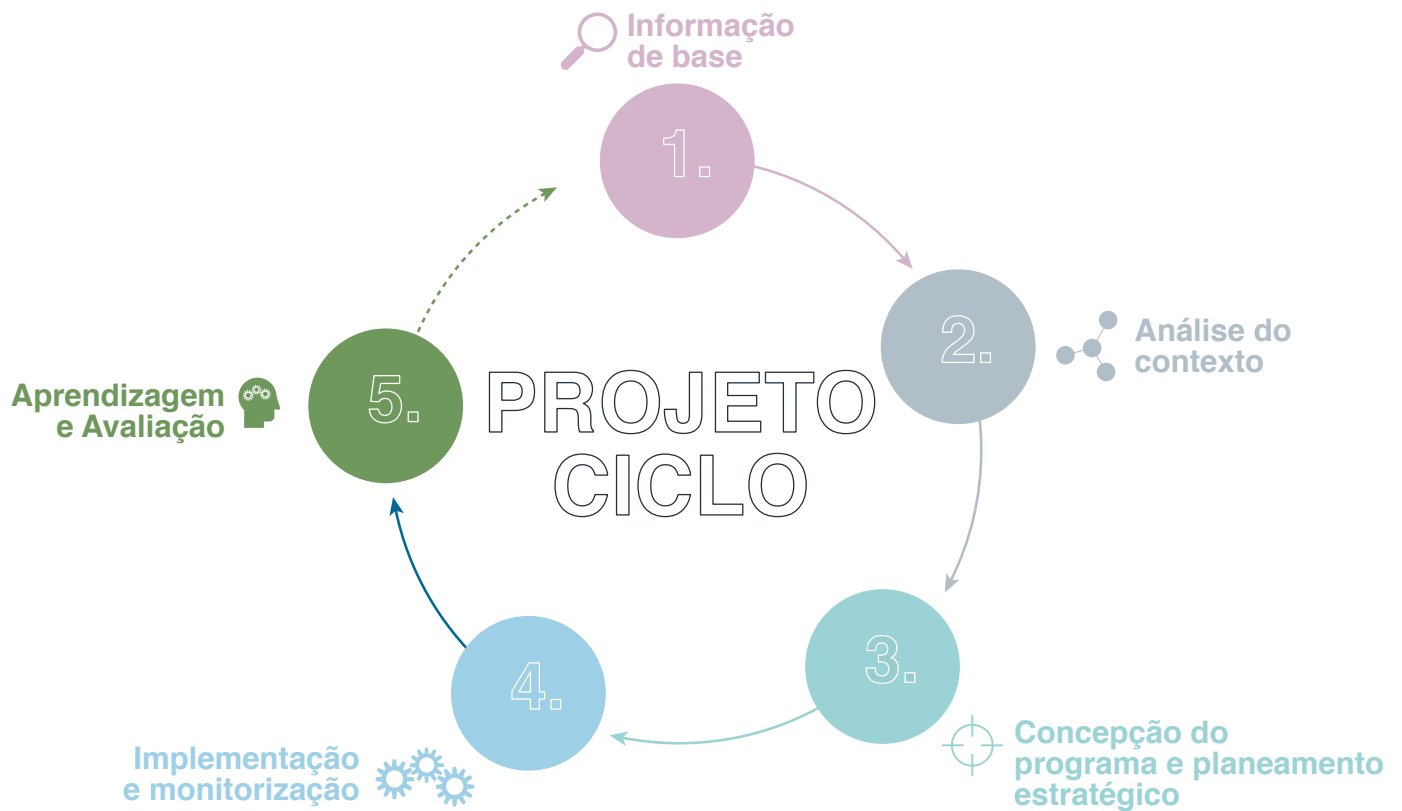 Informação
de base
1.
2.
Análise do
contexto
3.
Concepção do
programa e planeamento
estratégico
4.
Implementação
e monitorização
5.
Aprendizagem
e Avaliação
PROJETO
CICLO